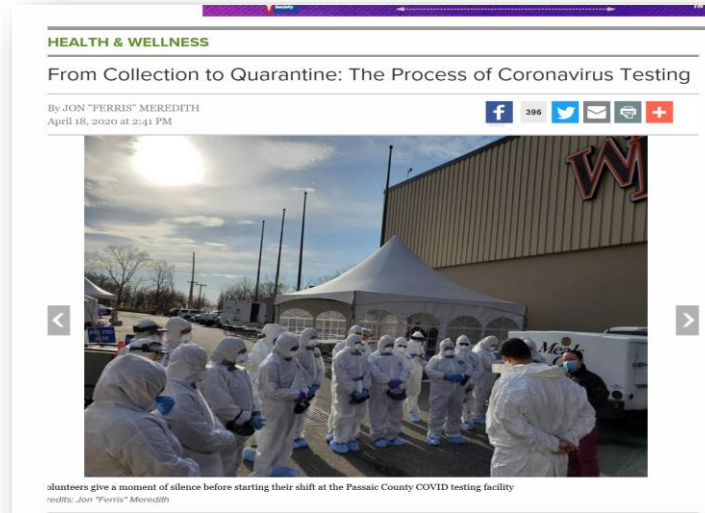 Society
HEALTH & WELLNESS
From Collection to Quarantine: The Process of Coronavirus Testing
By JON "FERRIS" MEREDITH
April 18, 2020 at 2:41 PM
f 396
W
olunteers give a moment of silence before starting their shift at the Passaic County COVID testing facility
redits: Jon "Ferris" Meredith